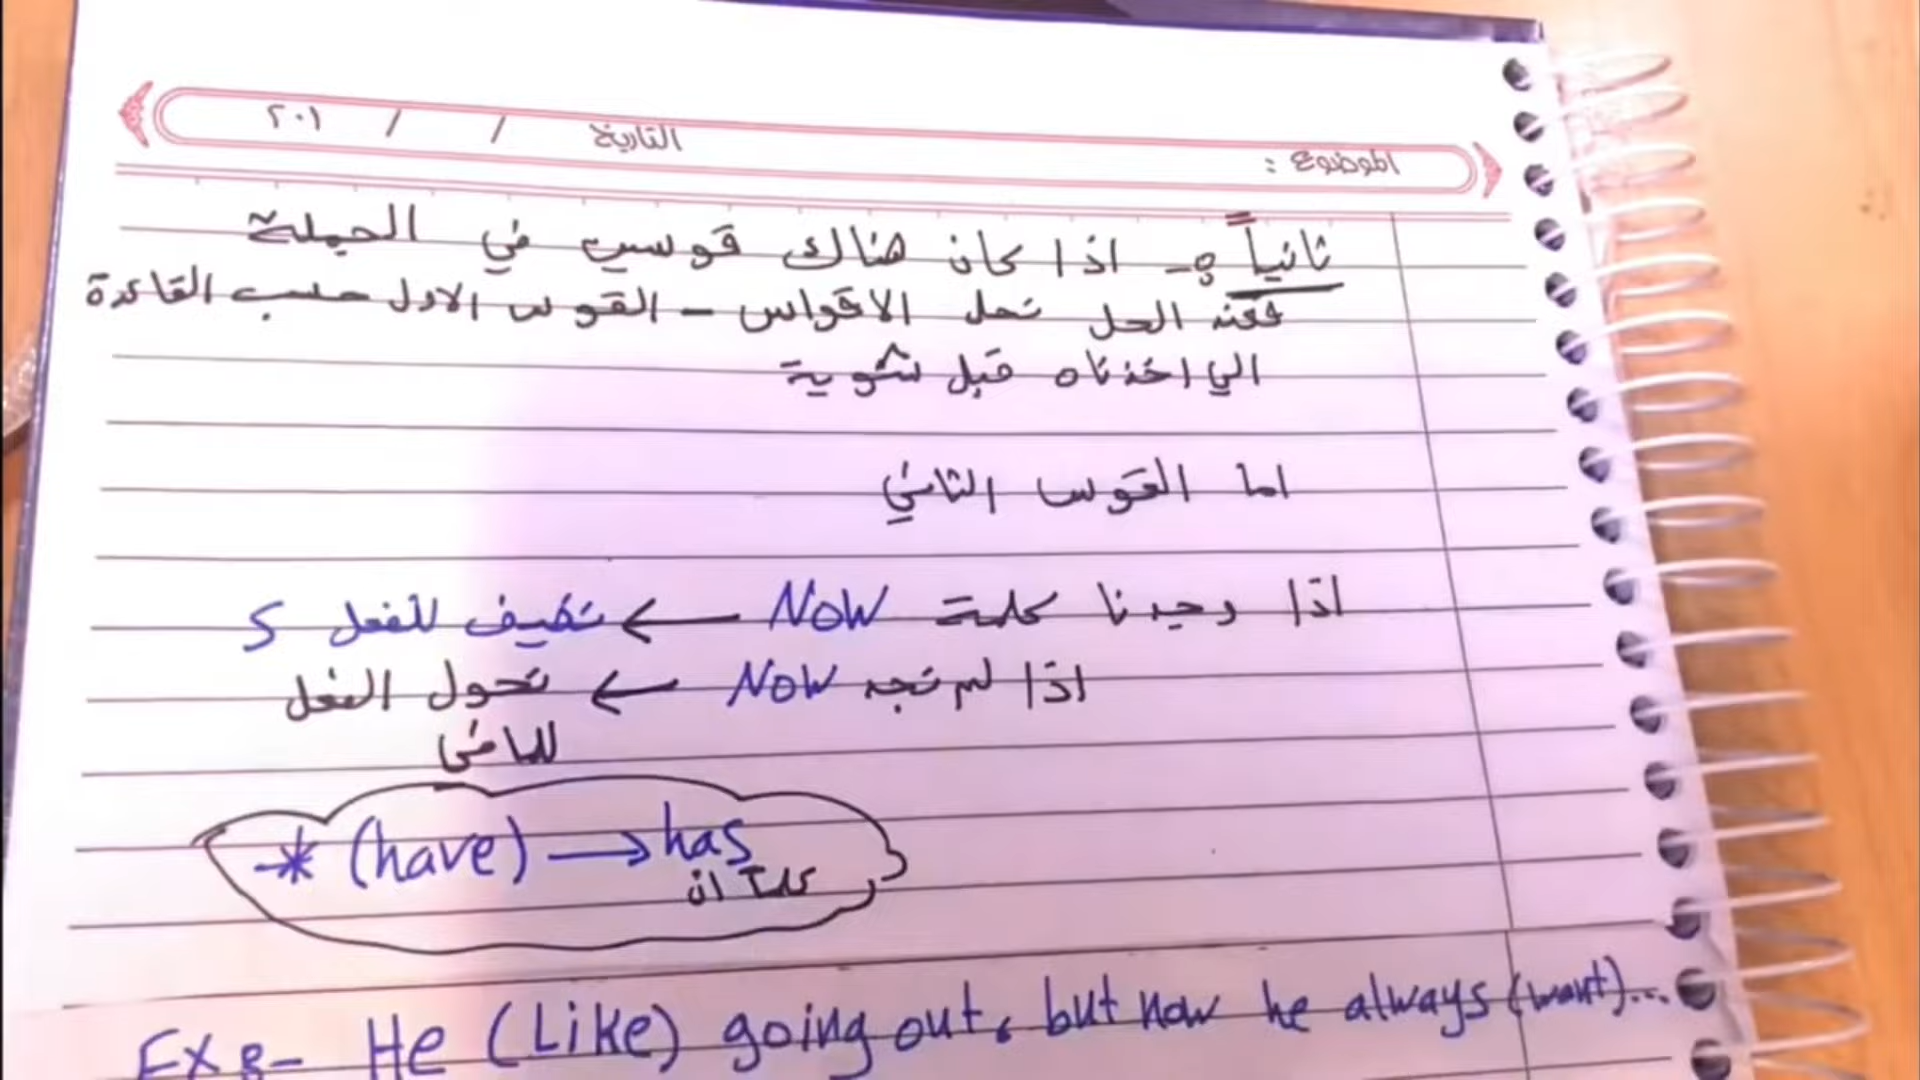 الموضوع : التاريخ / / ٢٠١
ثانياً :- اذا كان هناك قوسين في الجملة
فعند الحل نحل الاقواس - القوس الاول حسب القاعدة
الي اخذناه قبل شوية
اما القوس الثاني
اذا وجدنا كلمة Now ← نضيف للفعل S
اذا لم نجد Now ← نحول الفعل
للماضي
* (have) → has
كلمة ان
EX :- He (Like) going out, but now he always (want)...